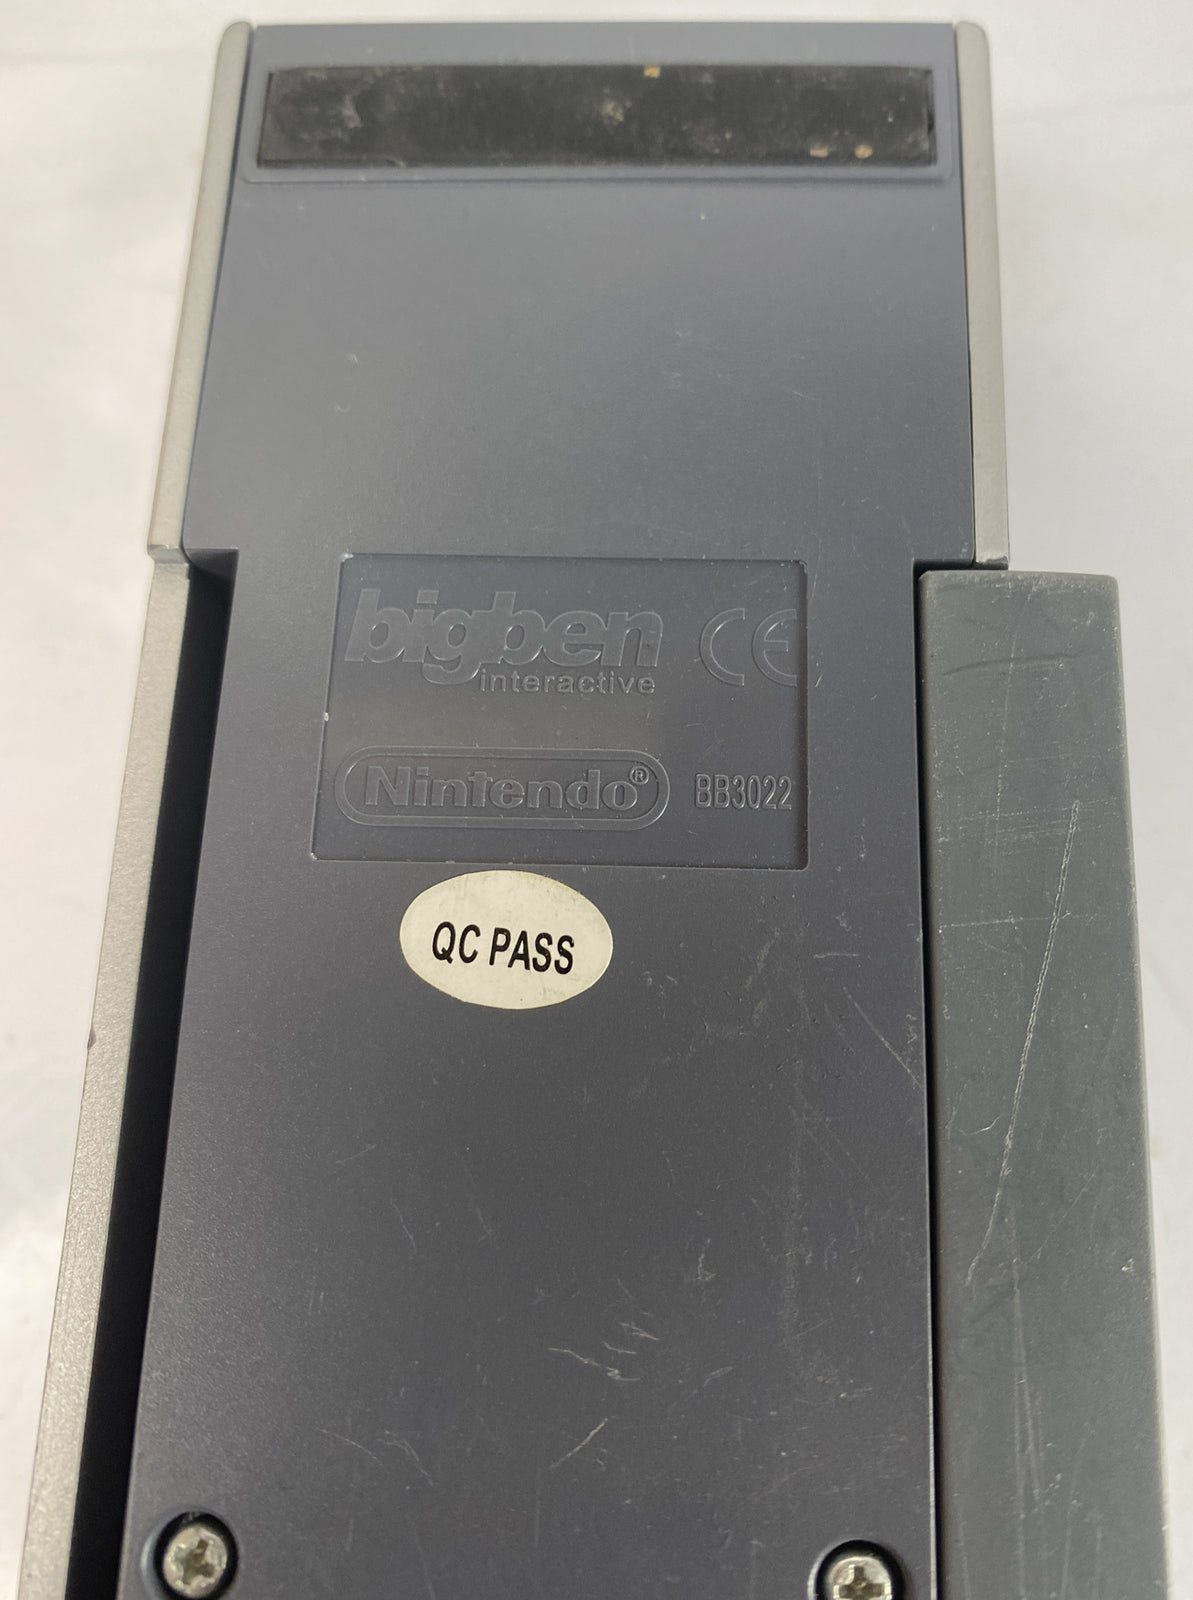 bigben CE
interactive
Nintendo® BB3022
QC PASS